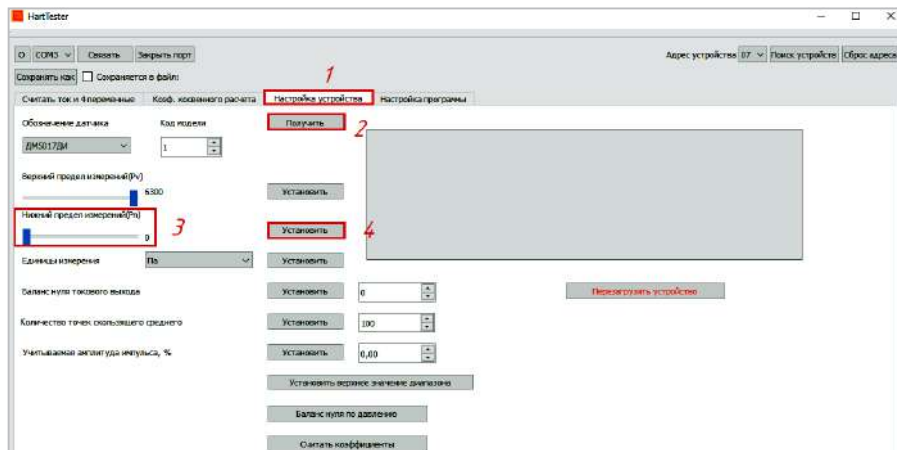 HartTester
O COM3 Связать Закрыть порт Адрес устройства 07 Поиск устройств Сброс адреса
Сохранять как Сохраняется в файл:
1
Считать ток и 4 переменные Коэф. косвенного расчета Настройка устройства Настройка программы
Обозначение датчика Код модели Получить 2
ДМ5017ДИ 1
Верхний предел измерений(Pv)
6300 Установить
Нижний предел измерений(Pn)
0 3 Установить 4
Единицы измерения Па Установить
Баланс нуля токового выхода Установить 0 Перезагрузить устройство
Количество точек скользящего среднего Установить 100
Учитываемая амплитуда импульса, % Установить 0,00
Установить верхнее значение диапазона
Баланс нуля по давлению
Считать коэффициенты